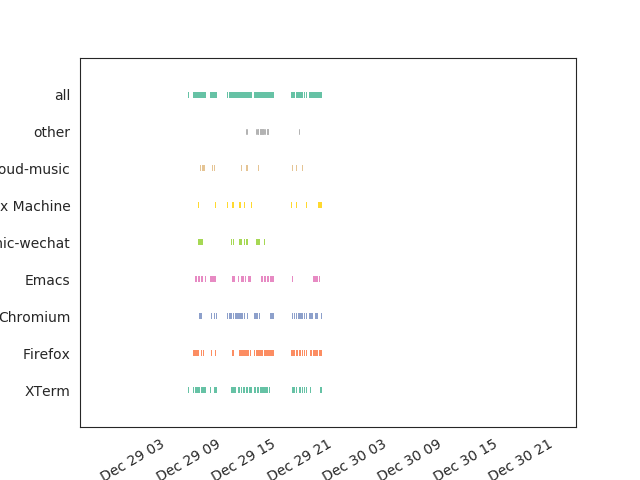 all
other
oud-music
x Machine
nic-wechat
Emacs
Chromium
Firefox
XTerm
Dec 29 03
Dec 29 09
Dec 29 15
Dec 29 21
Dec 30 03
Dec 30 09
Dec 30 15
Dec 30 21